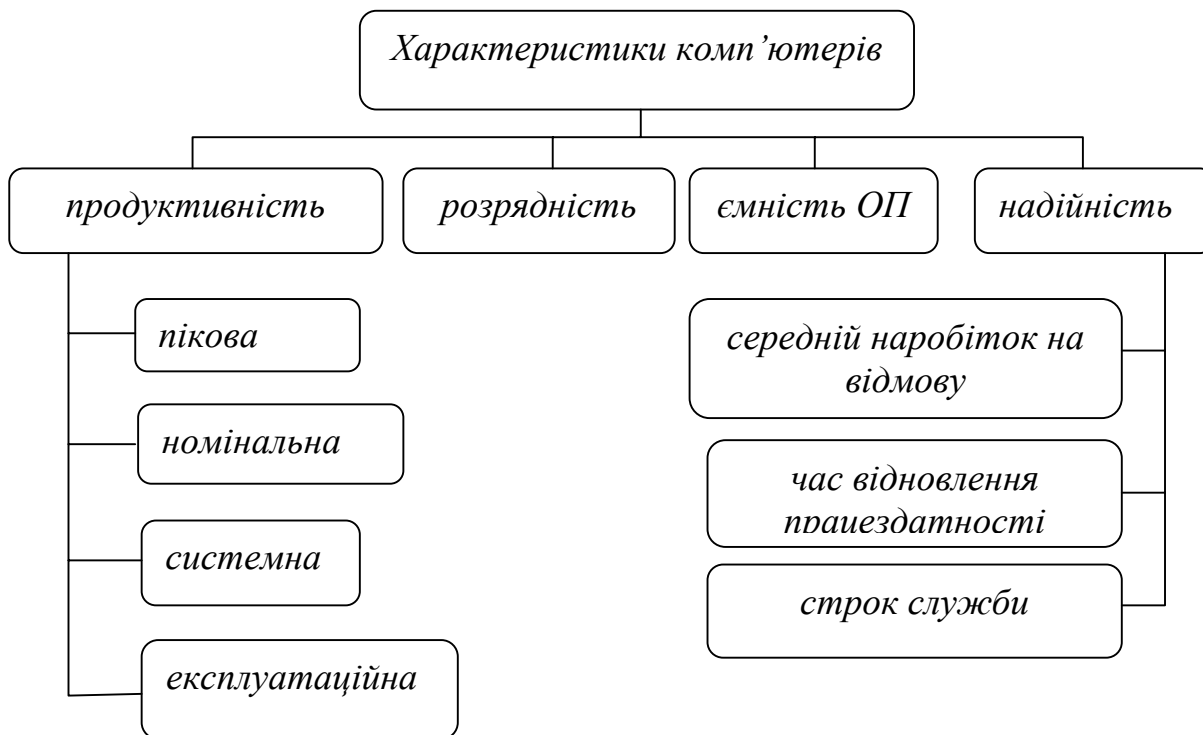 Характеристики комп’ютерів
продуктивність
розрядність
ємність ОП
надійність
пікова
номінальна
системна
експлуатаційна
середній наробіток на
відмову
час відновлення
працездатності
строк служби